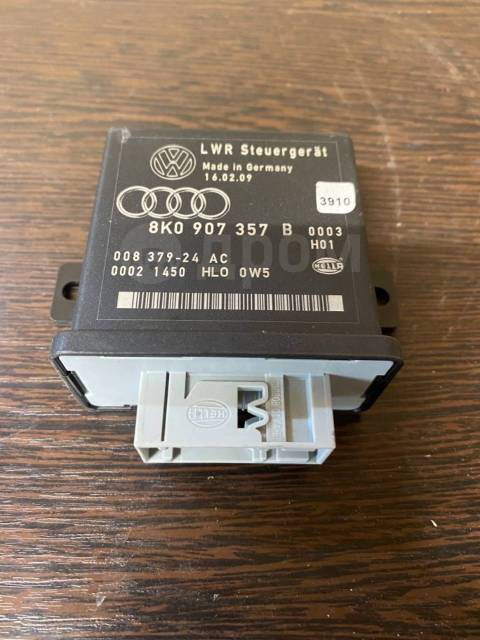 LWR Steuergerät
Made in Germany
16.02.09
3910
8K0 907 357 B 0003
H01
008 379-24 AC
0002 1450 HLO 0W5
HELLA
HELLA
дром